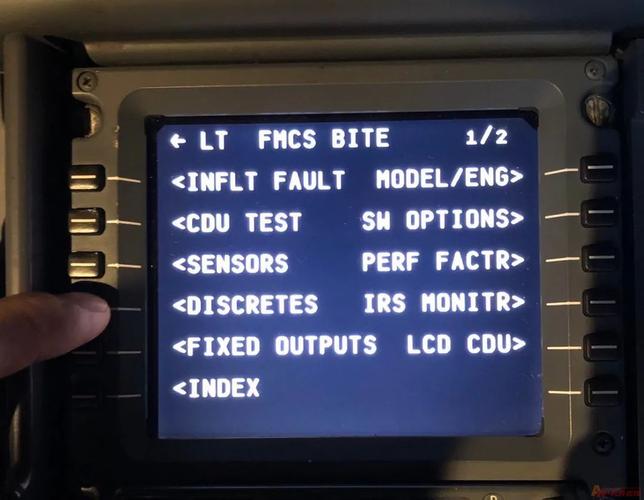 ← LT FMCS BITE 1/2
<INFLT FAULT MODEL/ENG>
<CDU TEST SW OPTIONS>
<SENSORS PERF FACTR>
<DISCRETES IRS MONITR>
<FIXED OUTPUTS LCD CDU>
<INDEX